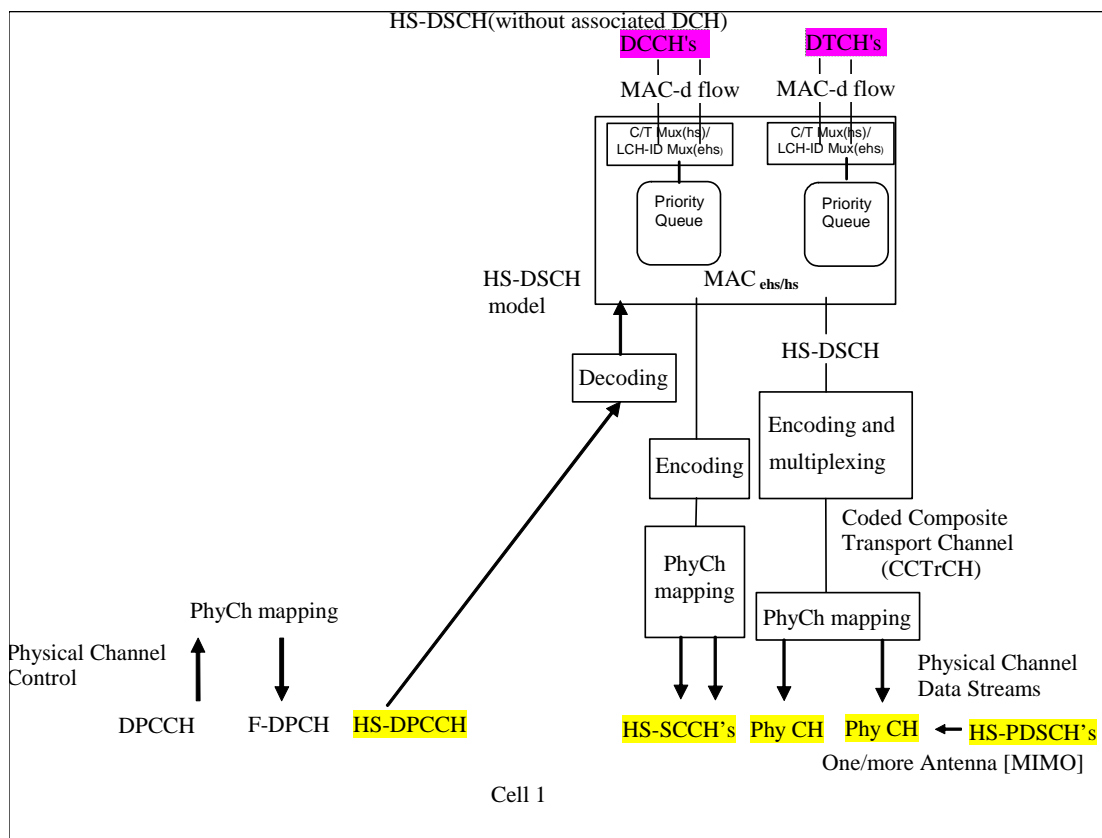 HS-DSCH(without associated DCH)
DCCH's
DTCH's
MAC-d flow
MAC-d flow
C/T Mux(hs)/
LCH-ID Mux(ehs)
C/T Mux(hs)/
LCH-ID Mux(ehs)
Priority
Queue
Priority
Queue
HS-DSCH
model
MAC ehs/hs
HS-DSCH
Decoding
Encoding and
multiplexing
Encoding
Coded Composite
Transport Channel
(CCTrCH)
PhyCh
mapping
PhyCh mapping
PhyCh mapping
Physical Channel
Control
Physical Channel
Data Streams
DPCCH
F-DPCH
HS-DPCCH
HS-SCCH’s
Phy CH
Phy CH
HS-PDSCH’s
One/more Antenna [MIMO]
Cell 1